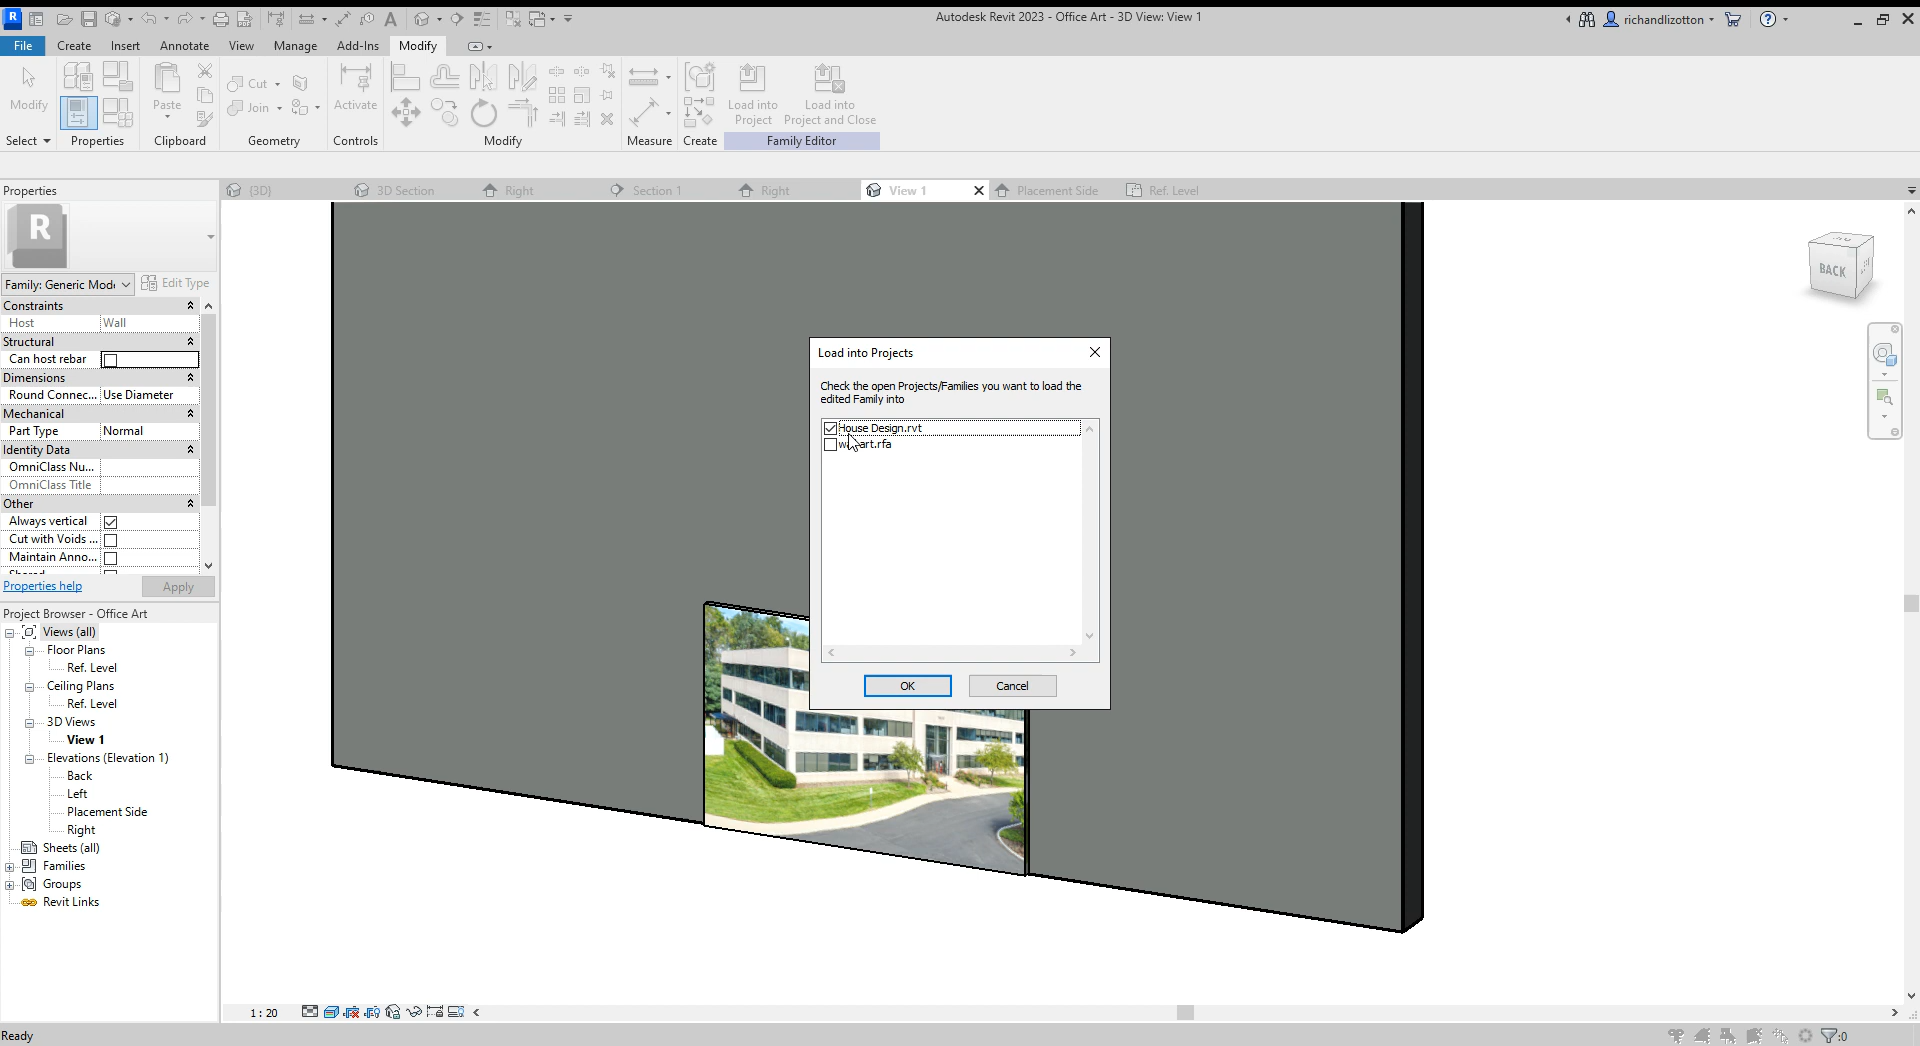 Autodesk Revit 2023 - Office Art - 3D View: View 1
richandlizotton
File
Create
Insert
Annotate
View
Manage
Add-Ins
Modify
Modify
Paste
Cut
Join
Activate
Load into
Project
Load into
Project and Close
Select
Properties
Clipboard
Geometry
Controls
Modify
Measure
Create
Family Editor
Properties
{3D}
3D Section
Right
Section 1
Right
View 1
Placement Side
Ref. Level
R
Family: Generic Mod
Edit Type
Constraints
Host
Wall
Structural
Can host rebar
Dimensions
Round Connec...
Use Diameter
Mechanical
Part Type
Normal
Identity Data
OmniClass Nu...
OmniClass Title
Other
Always vertical
Cut with Voids ...
Maintain Anno...
Properties help
Apply
Project Browser - Office Art
Views (all)
Floor Plans
Ref. Level
Ceiling Plans
Ref. Level
3D Views
View 1
Elevations (Elevation 1)
Back
Left
Placement Side
Right
Sheets (all)
Families
Groups
Revit Links
BACK
Load into Projects
Check the open Projects/Families you want to load the
edited Family into
House Design.rvt
art.rfa
OK
Cancel
1 : 20
Ready
:0